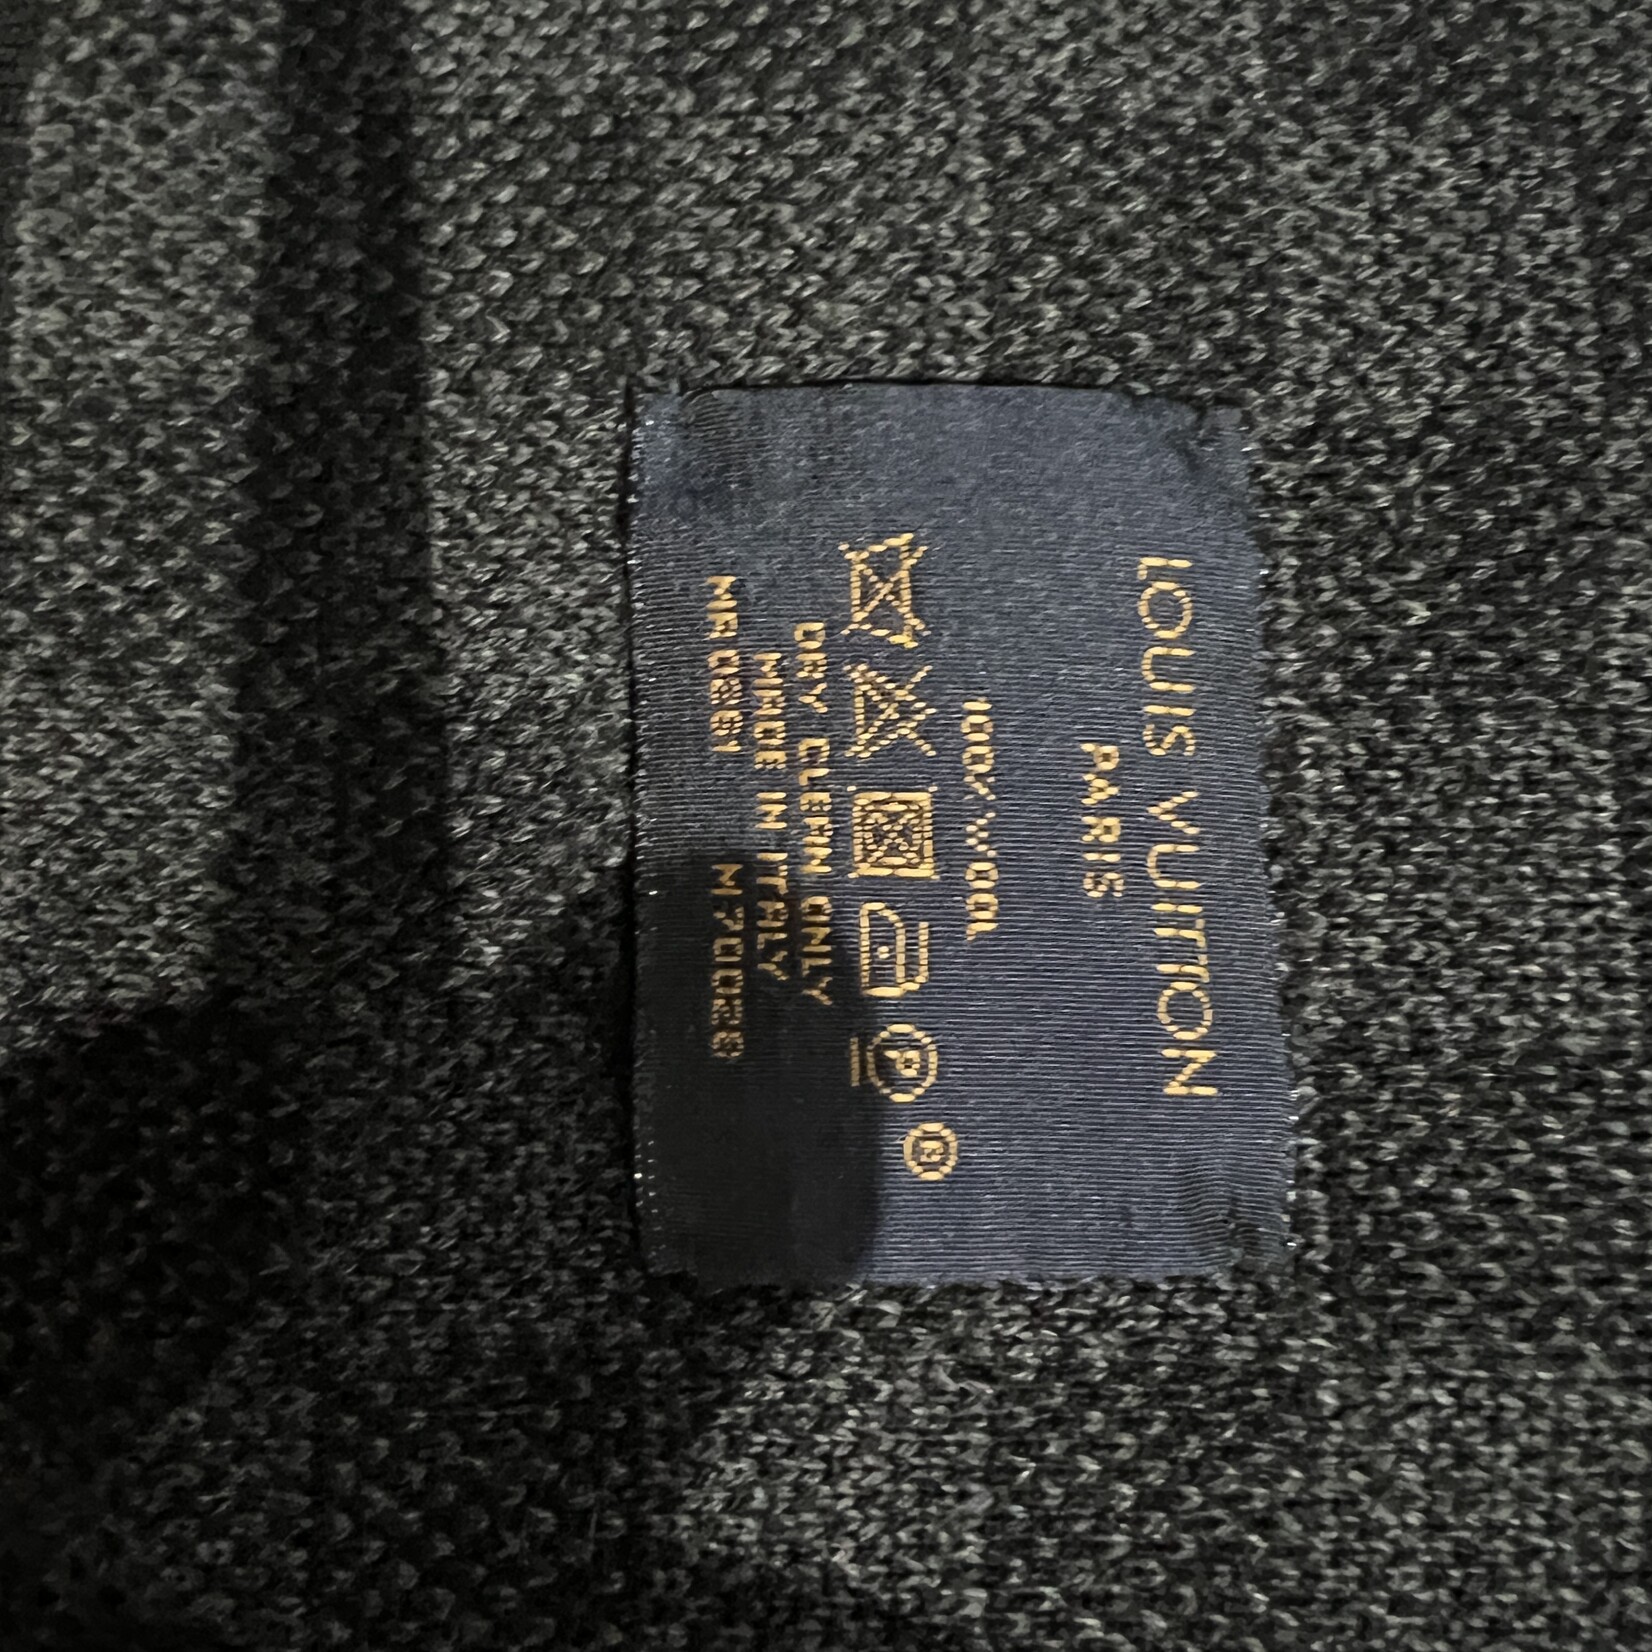 LOUIS VUITTON
PARIS
100% WOOL
P
DRY CLEAN ONLY
MADE IN ITALY
M70028